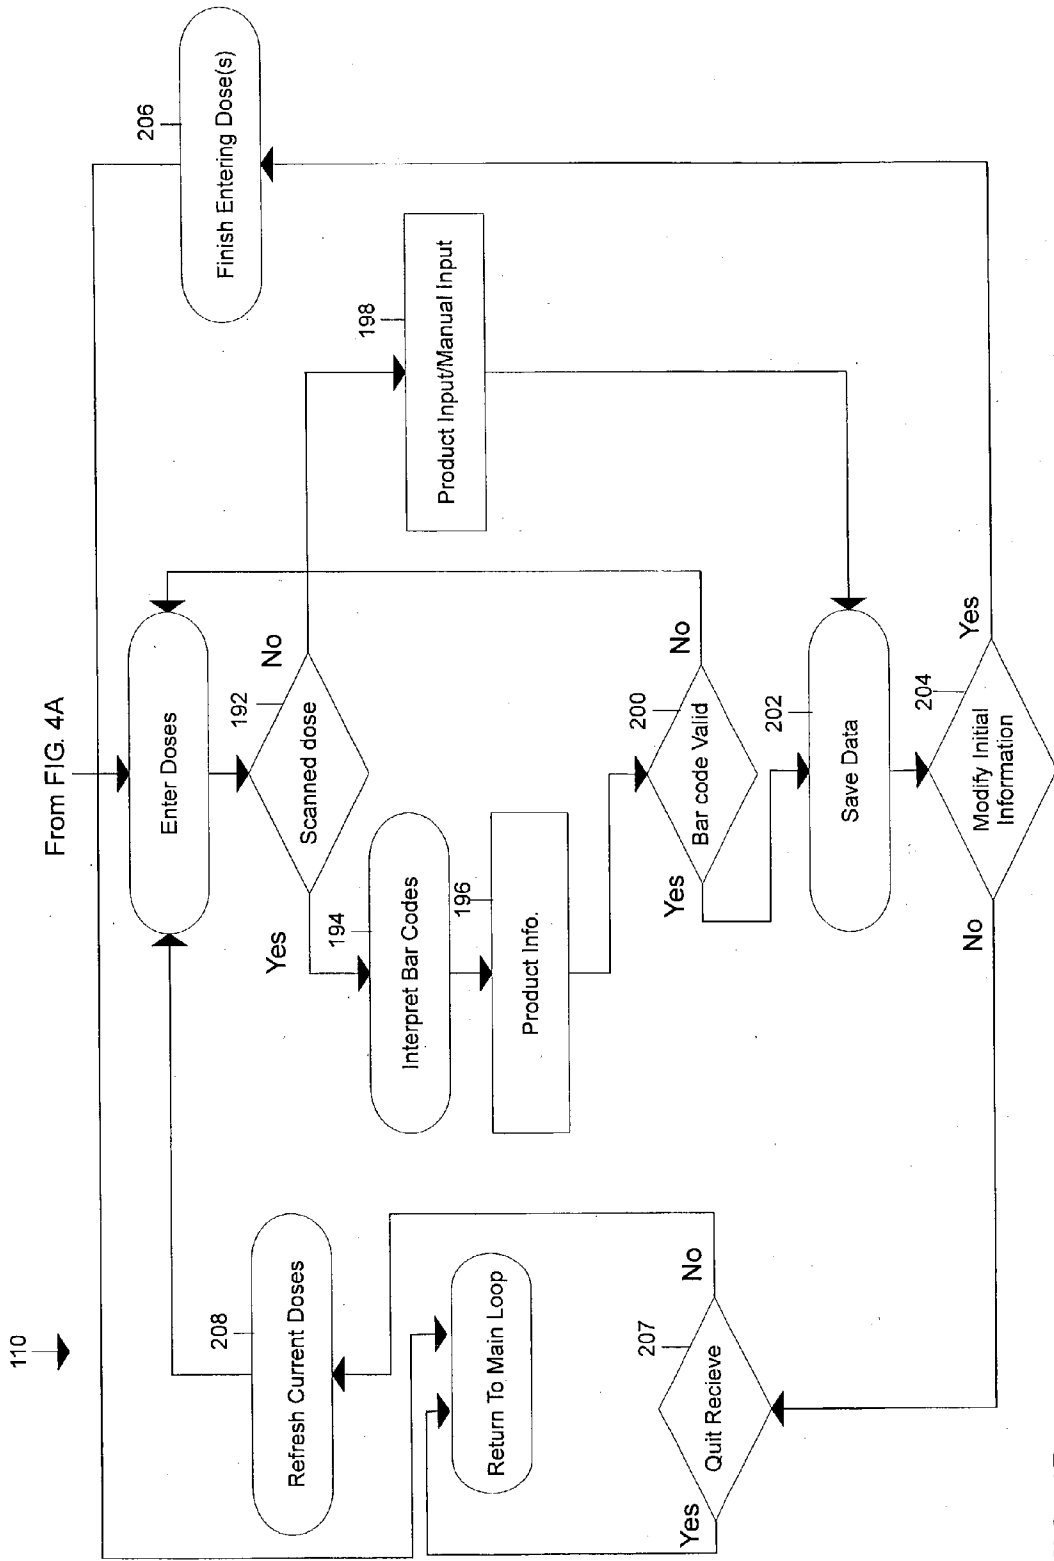 110
From FIG. 4A
206
Finish Entering Dose(s)
Enter Doses
192
Scanned dose
No
Yes
198
Product Input/Manual Input
194
Interpret Bar Codes
196
Product Info.
200
Bar code Valid
No
Yes
202
Save Data
204
Modify Initial
Information
Yes
No
208
Refresh Current Doses
Return To Main Loop
207
Quit Recieve
No
Yes